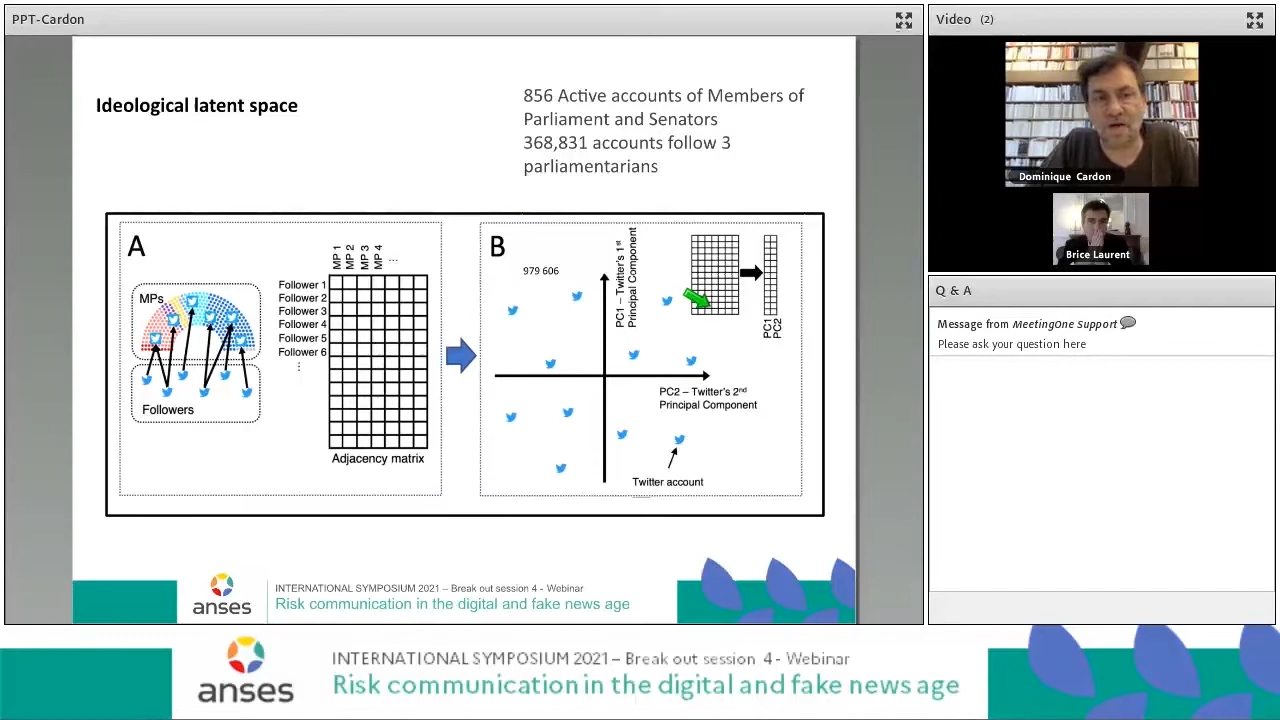 PPT-Cardon
Ideological latent space
856 Active accounts of Members of
Parliament and Senators
368,831 accounts follow 3
parliamentarians
A
MPs
Followers
MP 1
MP 2
MP 3
MP 4
...
Follower 1
Follower 2
Follower 3
Follower 4
Follower 5
Follower 6
...
Adjacency matrix
B
979 606
PC1 – Twitter's 1st
Principal Component
PC1
PC2
PC2 – Twitter's 2nd
Principal Component
Twitter account
anses
INTERNATIONAL SYMPOSIUM 2021 – Break out session 4 - Webinar
Risk communication in the digital and fake news age
Video (2)
Dominique Cardon
Brice Laurent
Q & A
Message from MeetingOne Support
Please ask your question here
anses
INTERNATIONAL SYMPOSIUM 2021 – Break out session 4 - Webinar
Risk communication in the digital and fake news age